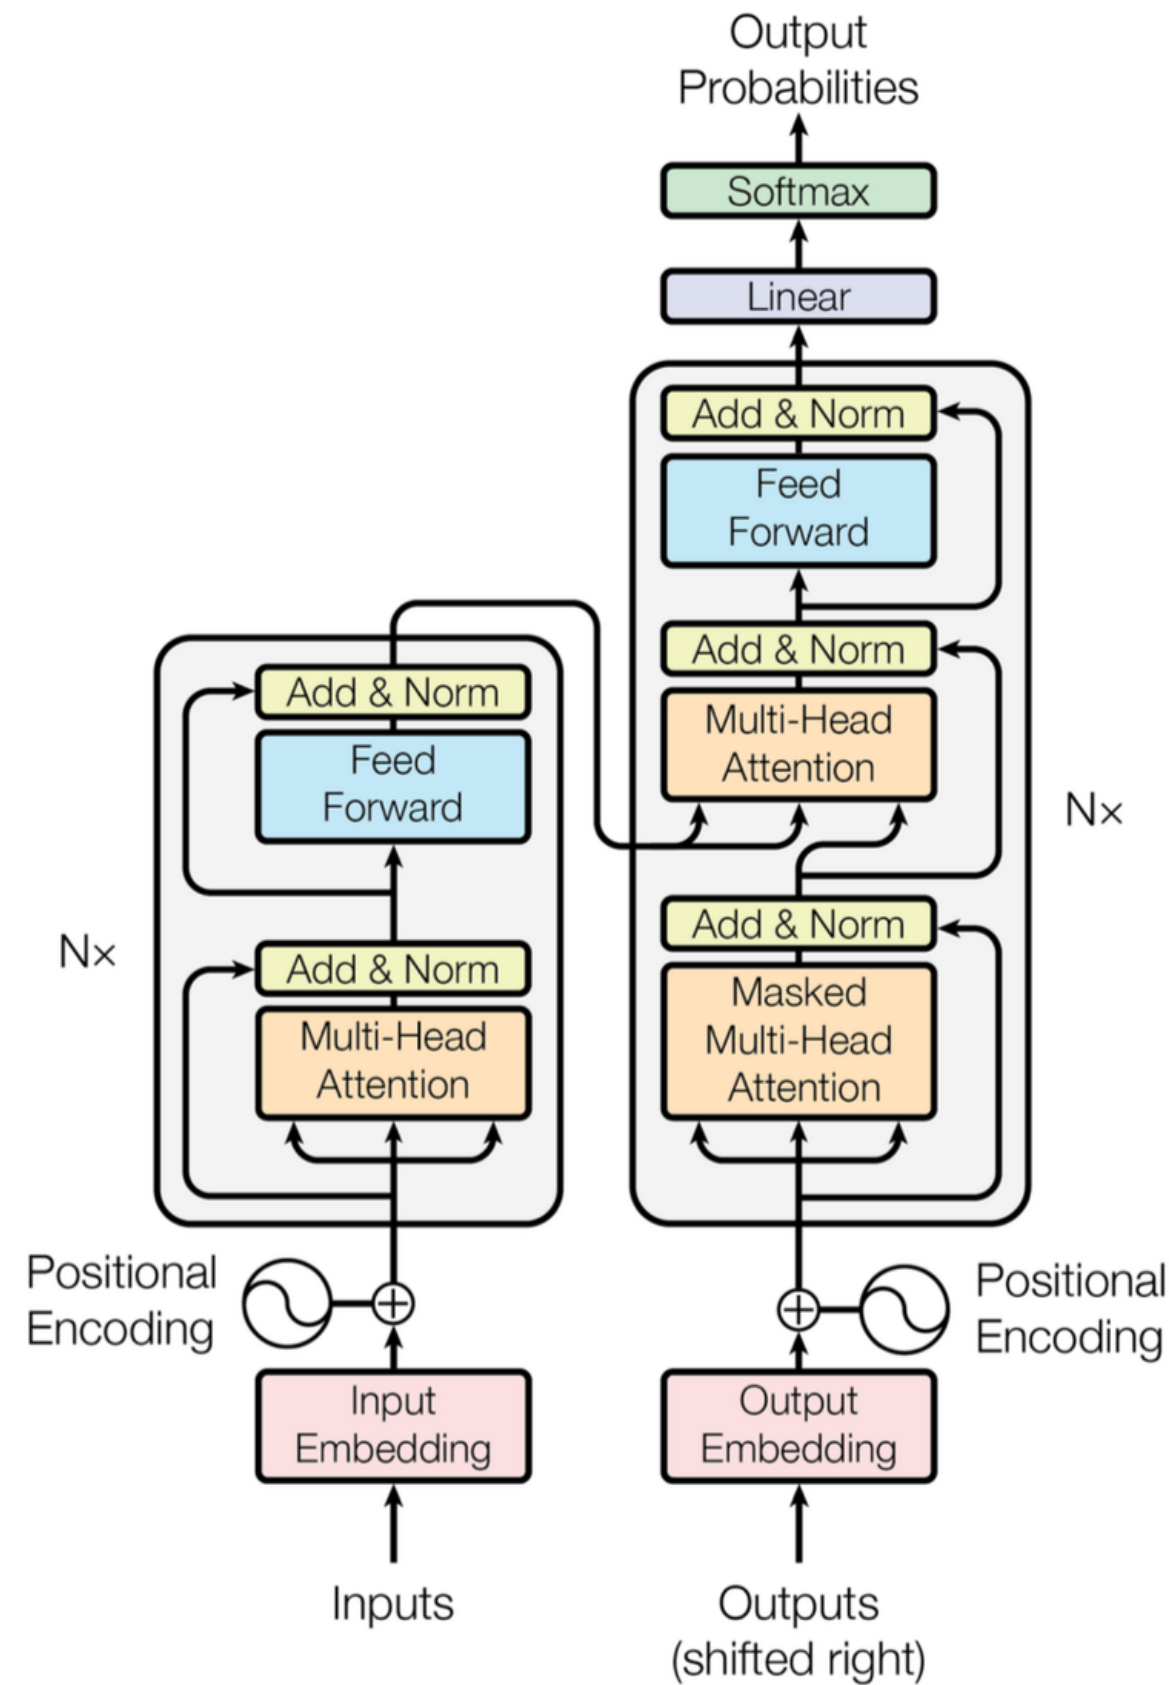 Output
Probabilities
Softmax
Linear
Add & Norm
Feed
Forward
Add & Norm
Multi-Head
Attention
N×
Add & Norm
Masked
Multi-Head
Attention
Add & Norm
Feed
Forward
N×
Add & Norm
Multi-Head
Attention
Positional
Encoding
Positional
Encoding
Input
Embedding
Output
Embedding
Inputs
Outputs
(shifted right)